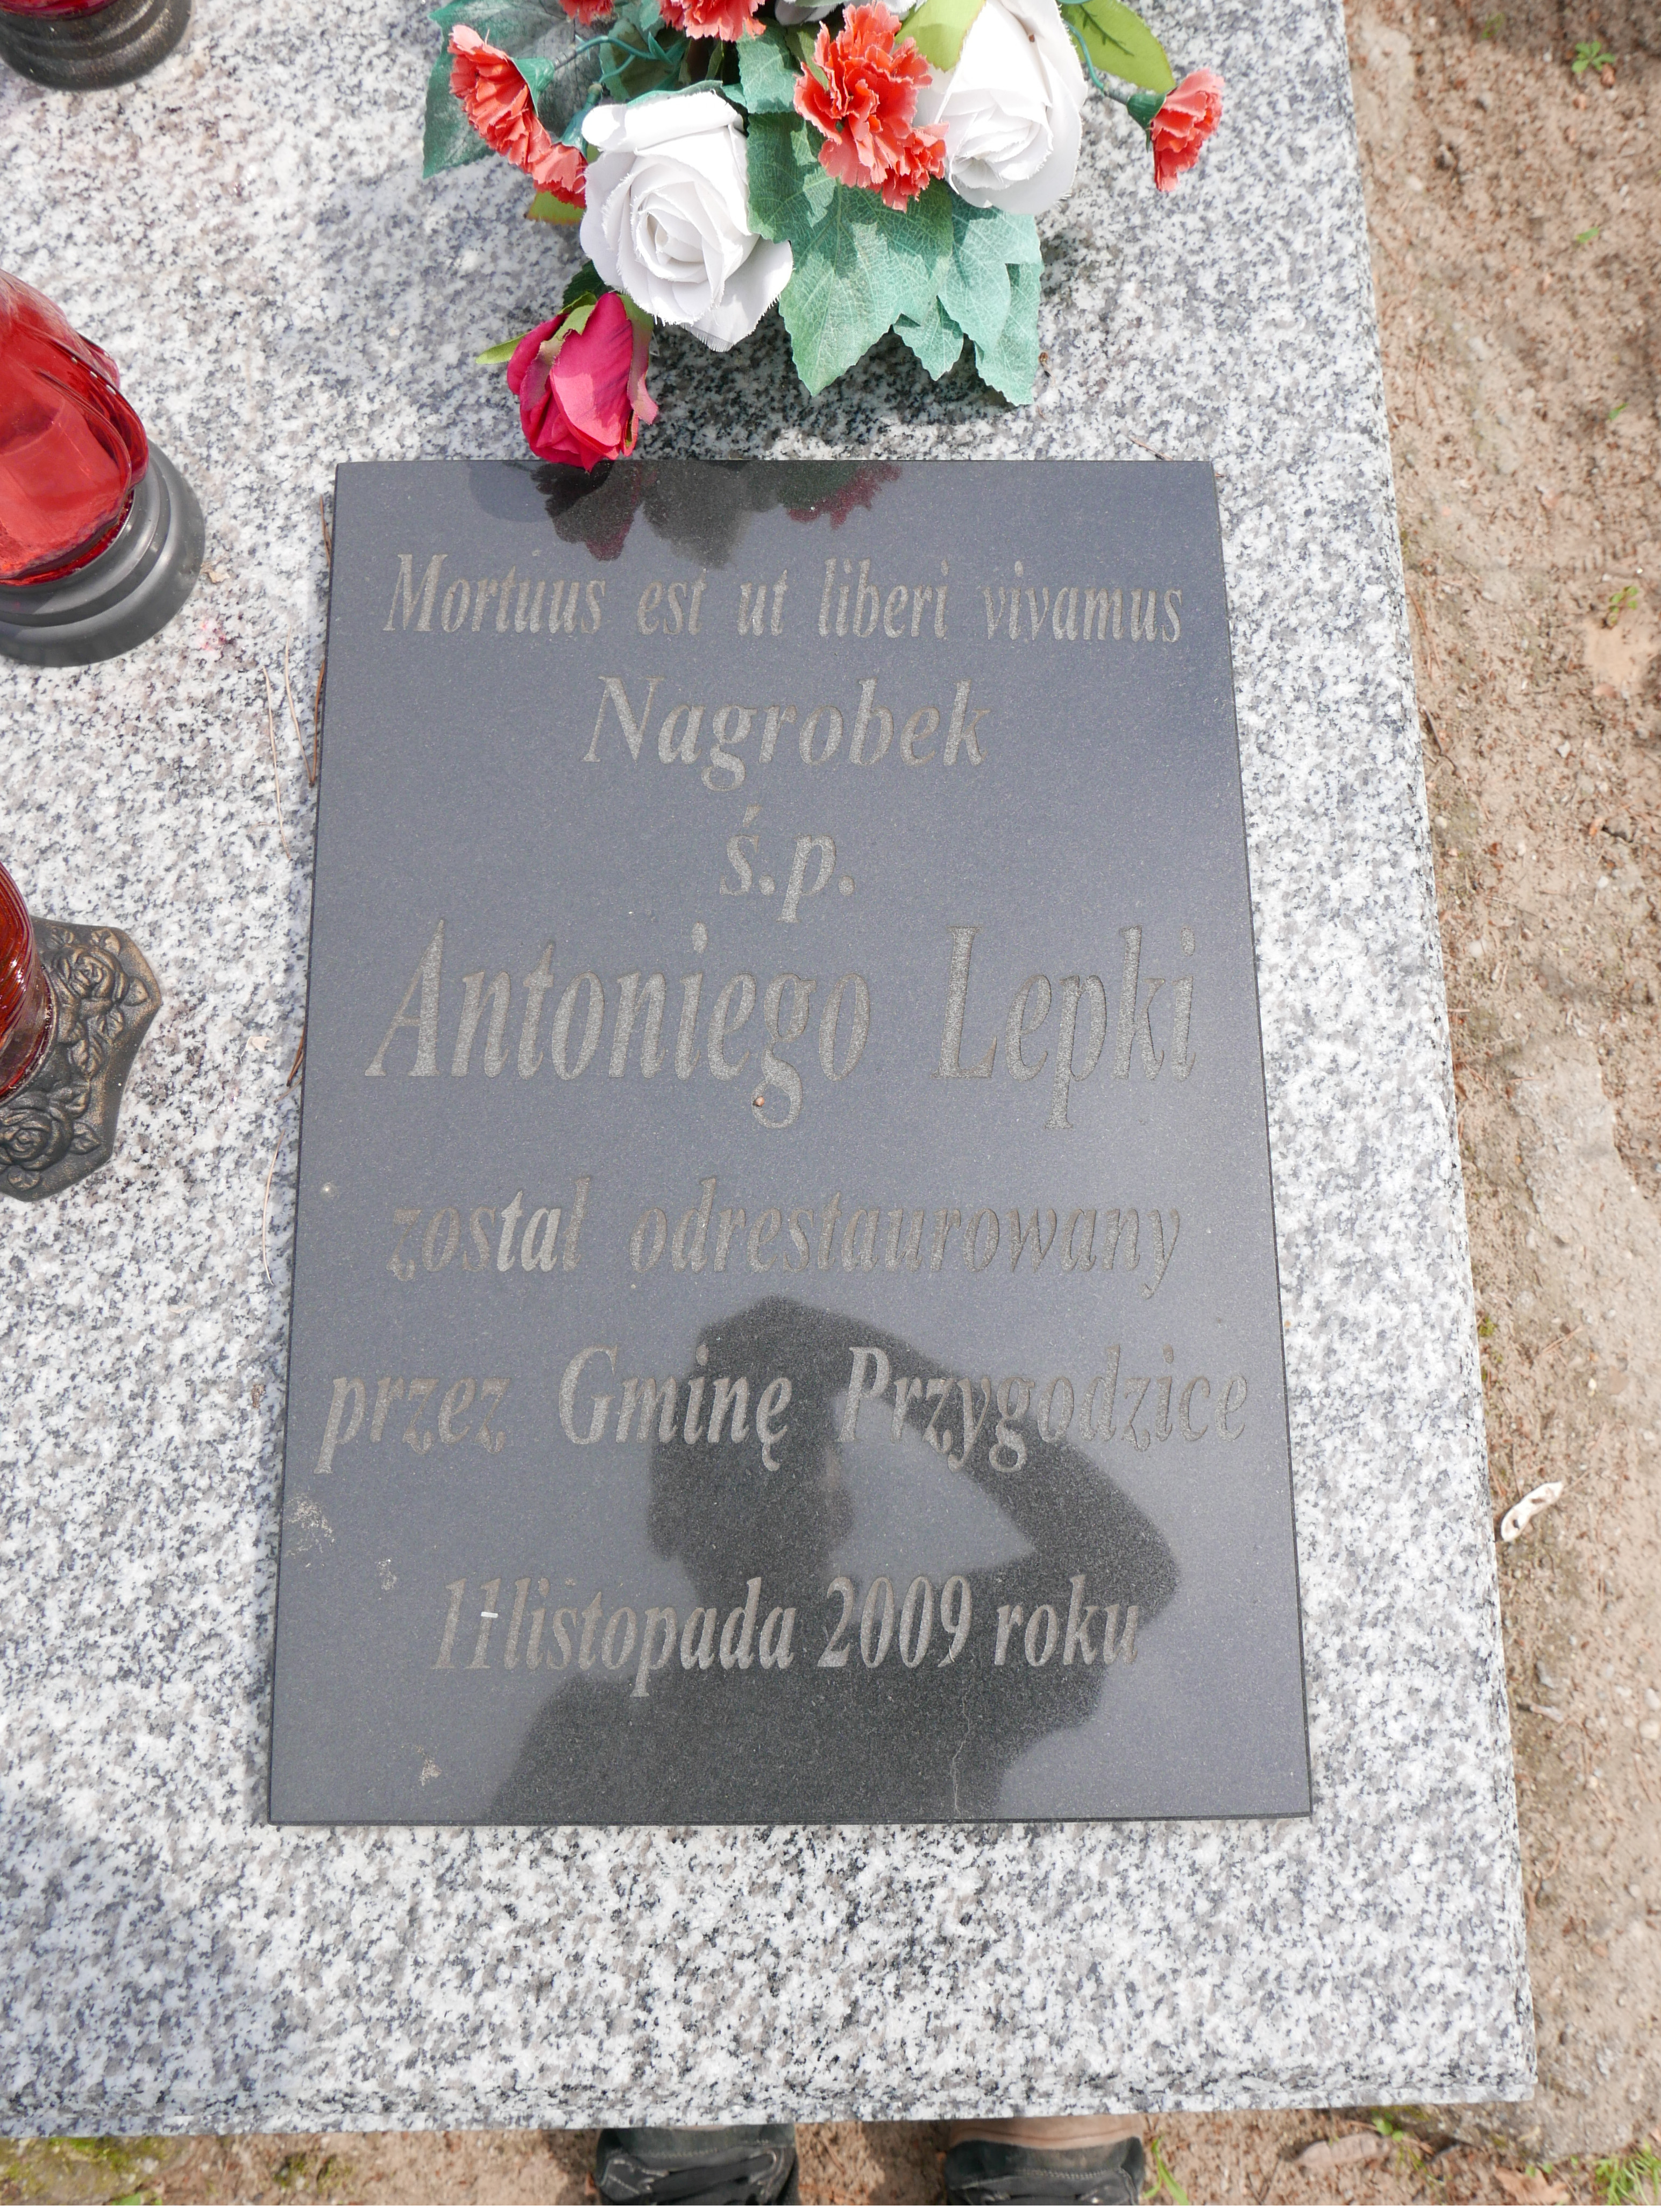 Mortuus est ut liberi vivamus
Nagrobek
ś.p.
Antoniego Lepki
został odrestaurowany
przez Gminę Przygodzice
11listopada 2009 roku